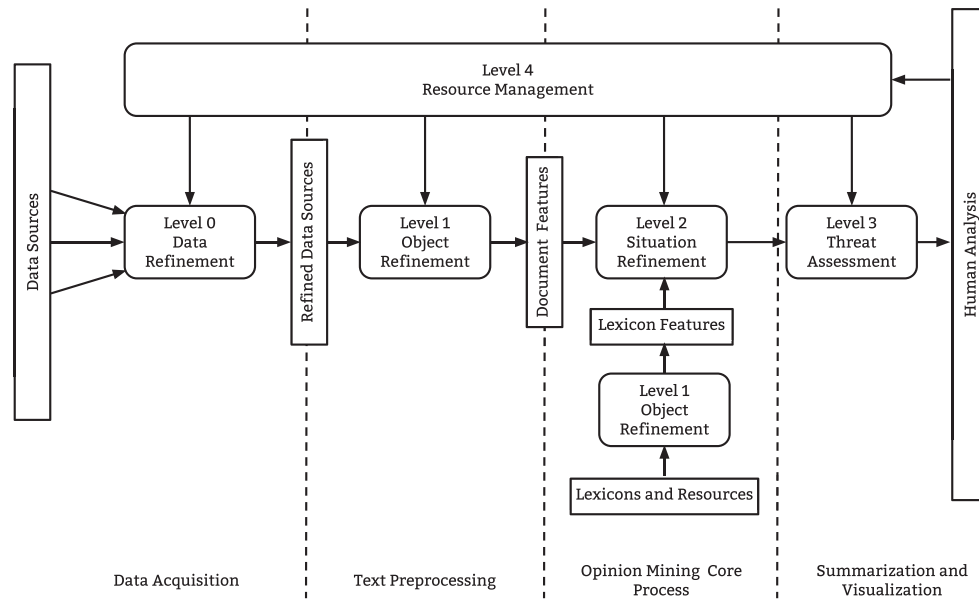 Level 4
Resource Management
Data Sources
Level 0
Data
Refinement
Refined Data Sources
Level 1
Object
Refinement
Document Features
Level 2
Situation
Refinement
Level 3
Threat
Assessment
Human Analysis
Lexicon Features
Level 1
Object
Refinement
Lexicons and Resources
Data Acquisition
Text Preprocessing
Opinion Mining Core
Process
Summarization and
Visualization